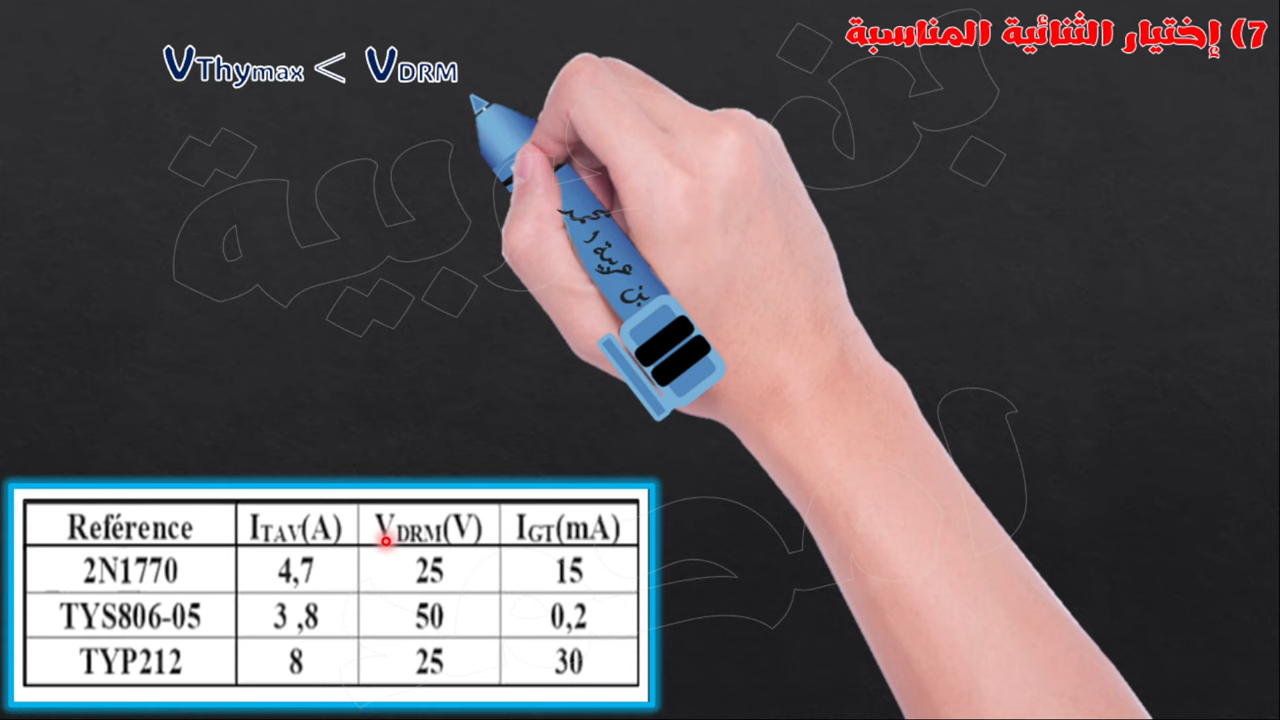 7) إختيار الثنائية المناسبة
VThymax < VDRM
Reférence ITAV(A) VDRM(V) IGT(mA)
2N1770 4,7 25 15
TYS806-05 3 ,8 50 0,2
TYP212 8 25 30